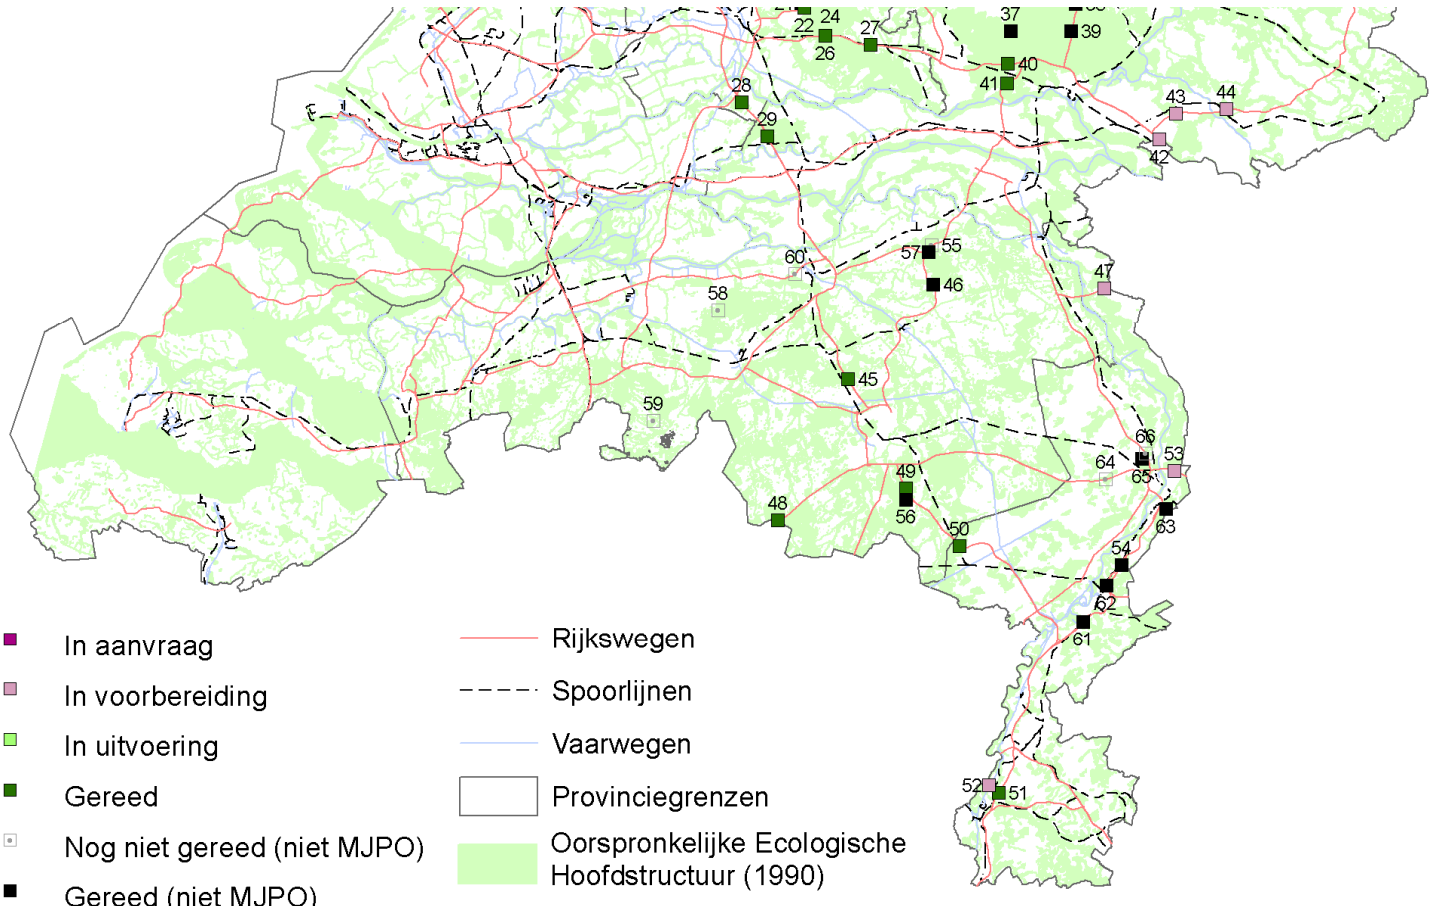 24
22
26
27
37
39
40
41
28
29
43
44
42
55
57
60
46
47
58
45
59
66
53
64
65
49
48
56
63
50
54
62
61
52
51
In aanvraag
In voorbereiding
In uitvoering
Gereed
Nog niet gereed (niet MJPO)
Gereed (niet MJPO)
Rijkswegen
Spoorlijnen
Vaarwegen
Provinciegrenzen
Oorspronkelijke Ecologische
Hoofdstructuur (1990)